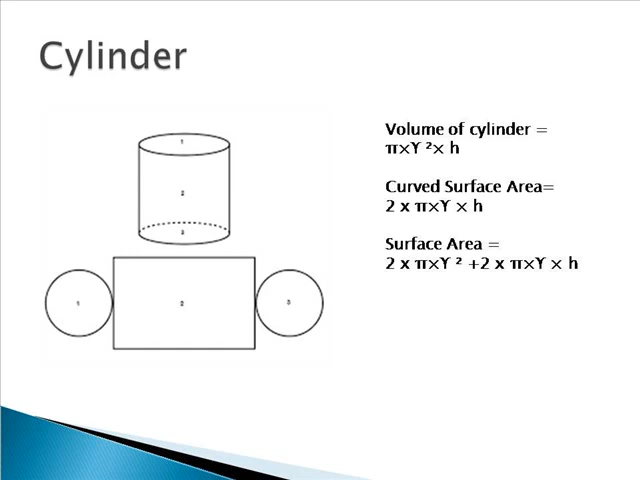 Cylinder
1
2
3
1
2
3
Volume of cylinder =
π×ϒ ²× h
Curved Surface Area=
2 x π×ϒ × h
Surface Area =
2 x π×ϒ ² +2 x π×ϒ × h